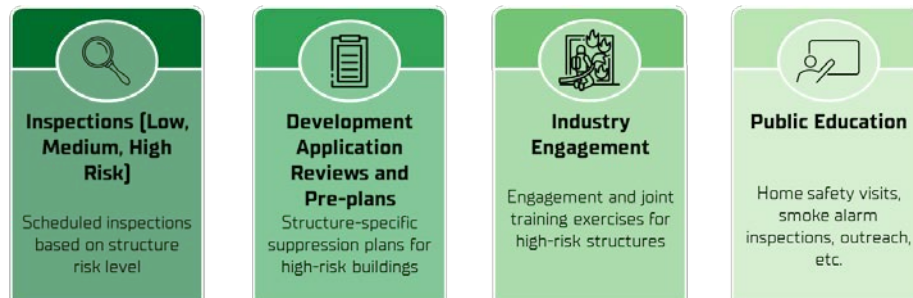 Inspections [Low,
Medium, High
Risk]
Scheduled inspections
based on structure
risk level
Development
Application
Reviews and
Pre-plans
Structure-specific
suppression plans for
high-risk buildings
Industry
Engagement
Engagement and joint
training exercises for
high-risk structures
Public Education
Home safety visits,
smoke alarm
inspections, outreach,
etc.